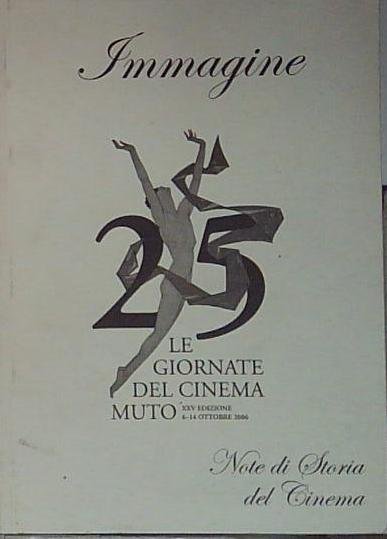 Immagine
25
LE
GIORNATE
DEL CINEMA
MUTO
XXV EDIZIONE
6-14 OTTOBRE 2006
Note di Storia
del Cinema